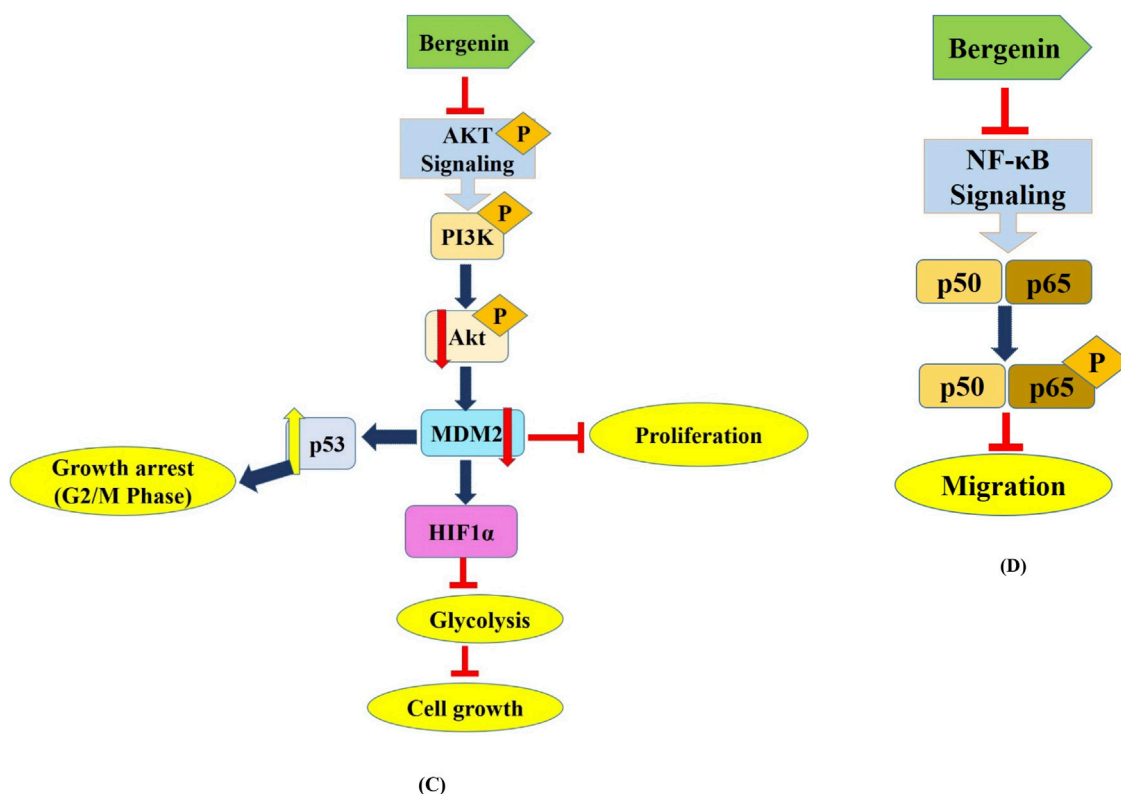 Bergenin
AKT
Signaling
P
PI3K
P
Akt
P
MDM2
Proliferation
p53
Growth arrest
(G2/M Phase)
HIF1α
Glycolysis
Cell growth
(C)
Bergenin
NF-κB
Signaling
p50
p65
p50
p65
P
Migration
(D)